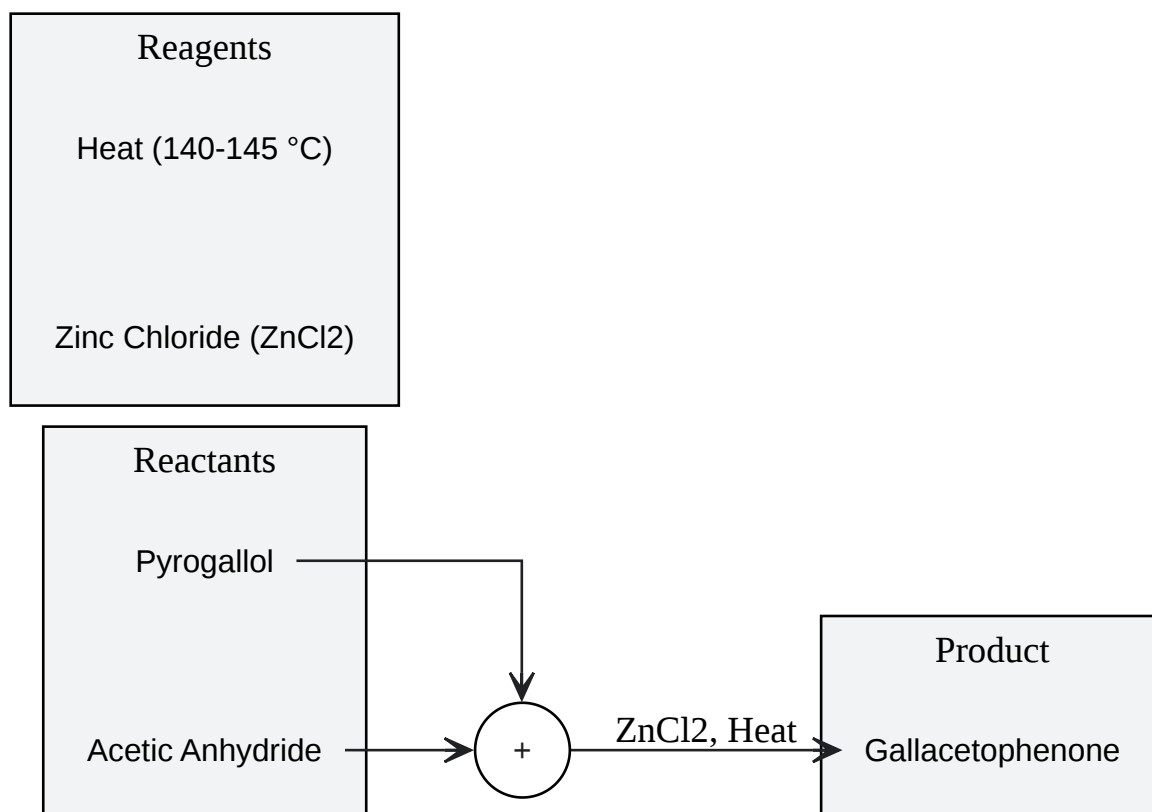 Reagents
Heat (140-145 °C)
Zinc Chloride (ZnCl2)
Reactants
Pyrogallol
Acetic Anhydride
+
ZnCl2, Heat
Product
Gallacetophenone